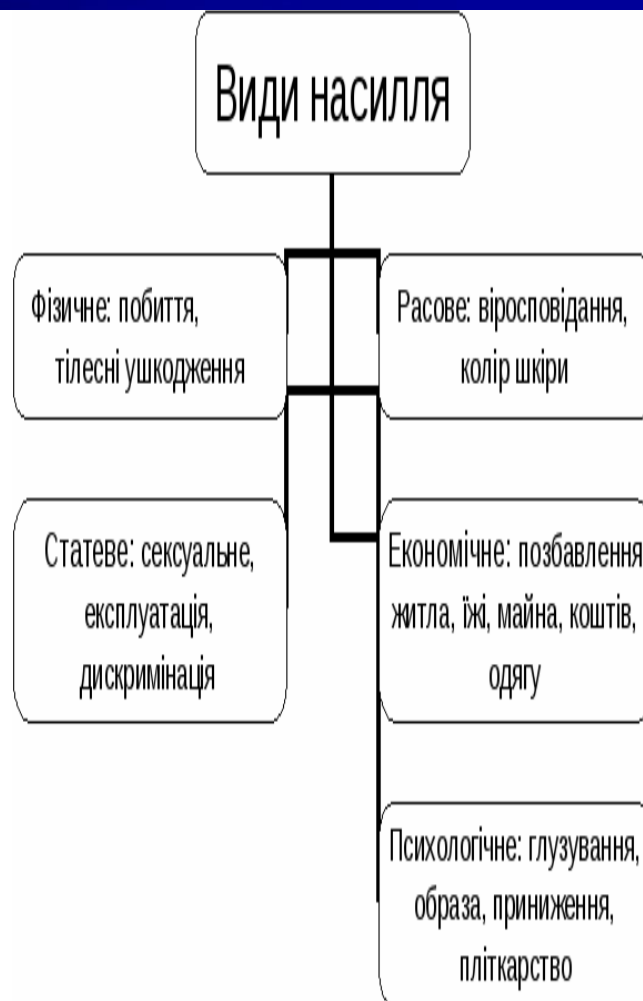 Види насилля
Фізичне: побиття,
тілесні ушкодження
Расове: віросповідання,
колір шкіри
Статеве: сексуальне,
експлуатація,
дискримінація
Економічне: позбавлення
житла, їжі, майна, коштів,
одягу
Психологічне: глузування,
образа, приниження,
пліткарство